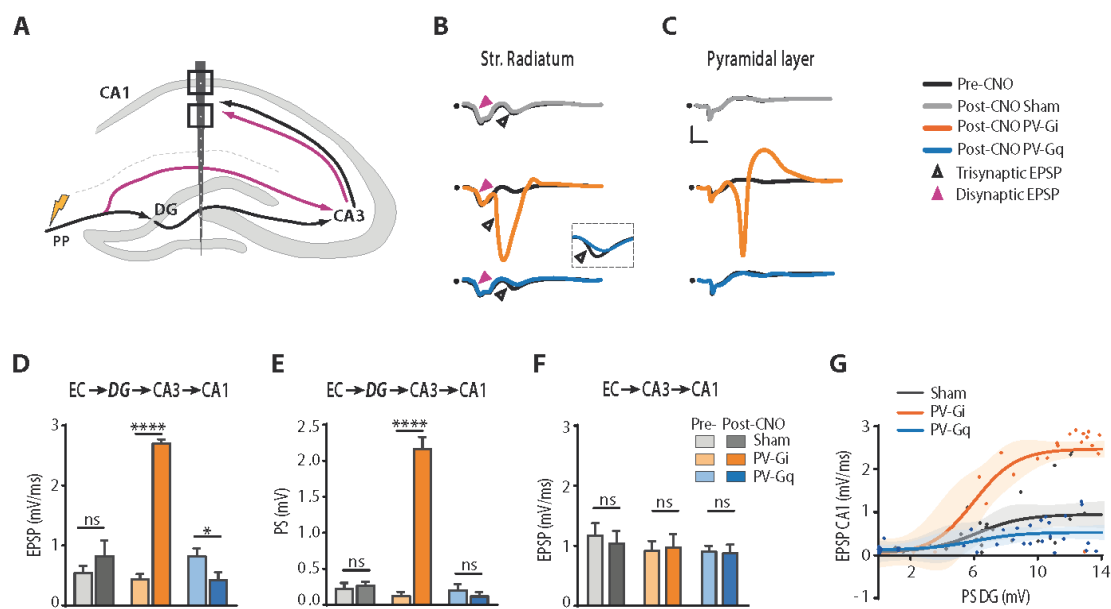 A
B
C
Str. Radiatum
Pyramidal layer
CA1
DG
CA3
PP
Pre-CNO
Post-CNO Sham
Post-CNO PV-Gi
Post-CNO PV-Gq
Trisynaptic EPSP
Disynaptic EPSP
D
EC→DG→CA3→CA1
EPSP (mV/ms)
3
2
1
0
ns
****
*
E
EC→DG→CA3→CA1
PS (mV)
2.5
2.0
1.5
1.0
0.5
0.0
ns
****
ns
F
EC→CA3→CA1
Pre- Post-CNO
Sham
PV-Gi
PV-Gq
EPSP (mV/ms)
3
2
1
0
ns
ns
ns
G
Sham
PV-Gi
PV-Gq
EPSP CA1 (mV/ms)
3
2
1
0
-1
2
6
10
14
PS DG (mV)